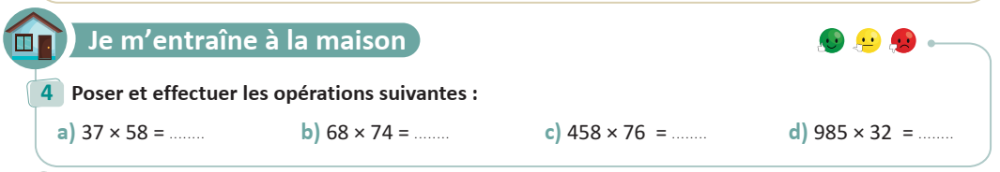 Je m'entraîne à la maison
4 Poser et effectuer les opérations suivantes :
a) 37 × 58 = ........ b) 68 × 74 = ........ c) 458 × 76 = ........ d) 985 × 32 = ........